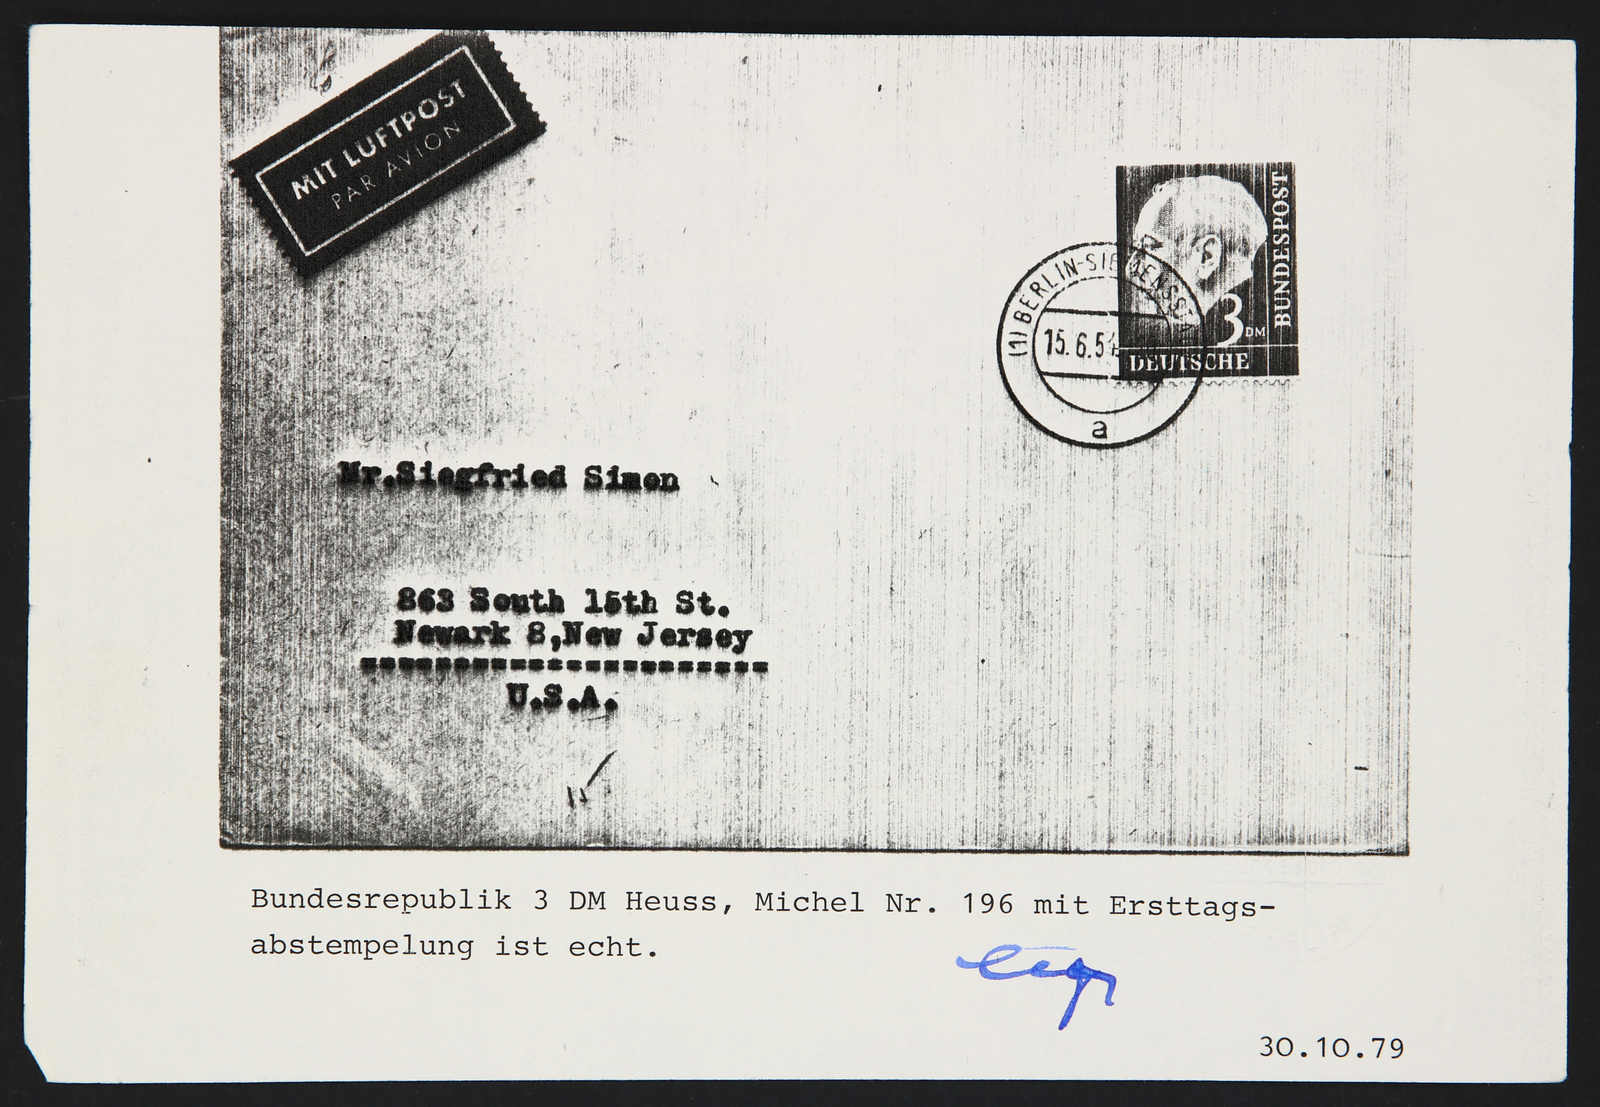 MIT LUFTPOST
PAR AVION
BUNDESPOST
3 DM
DEUTSCHE
(1) BERLIN-SIEMENSST
15.6.54
a
Mr.Siegfried Simon
863 South 15th St.
Newark 8,New Jersey
======================
U.S.A.
Bundesrepublik 3 DM Heuss, Michel Nr. 196 mit Ersttags-
abstempelung ist echt.
30.10.79